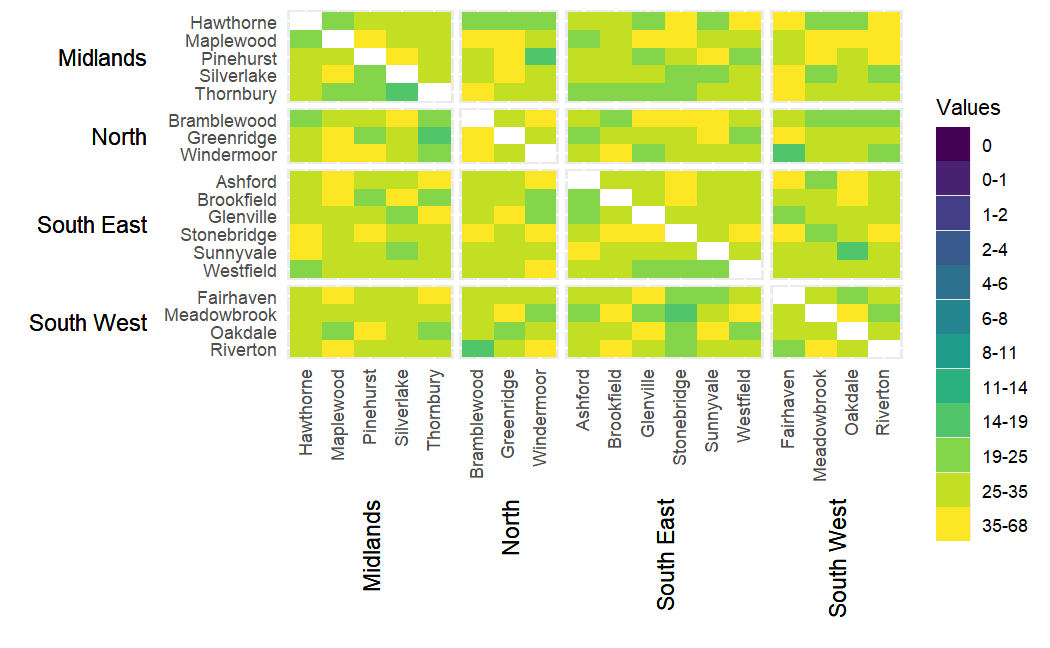 Midlands
Hawthorne
Maplewood
Pinehurst
Silverlake
Thornbury
North
Bramblewood
Greenridge
Windermoor
South East
Ashford
Brookfield
Glenville
Stonebridge
Sunnyvale
Westfield
South West
Fairhaven
Meadowbrook
Oakdale
Riverton
Hawthorne
Maplewood
Pinehurst
Silverlake
Thornbury
Bramblewood
Greenridge
Windermoor
Ashford
Brookfield
Glenville
Stonebridge
Sunnyvale
Westfield
Fairhaven
Meadowbrook
Oakdale
Riverton
Midlands
North
South East
South West
Values
0
0-1
1-2
2-4
4-6
6-8
8-11
11-14
14-19
19-25
25-35
35-68